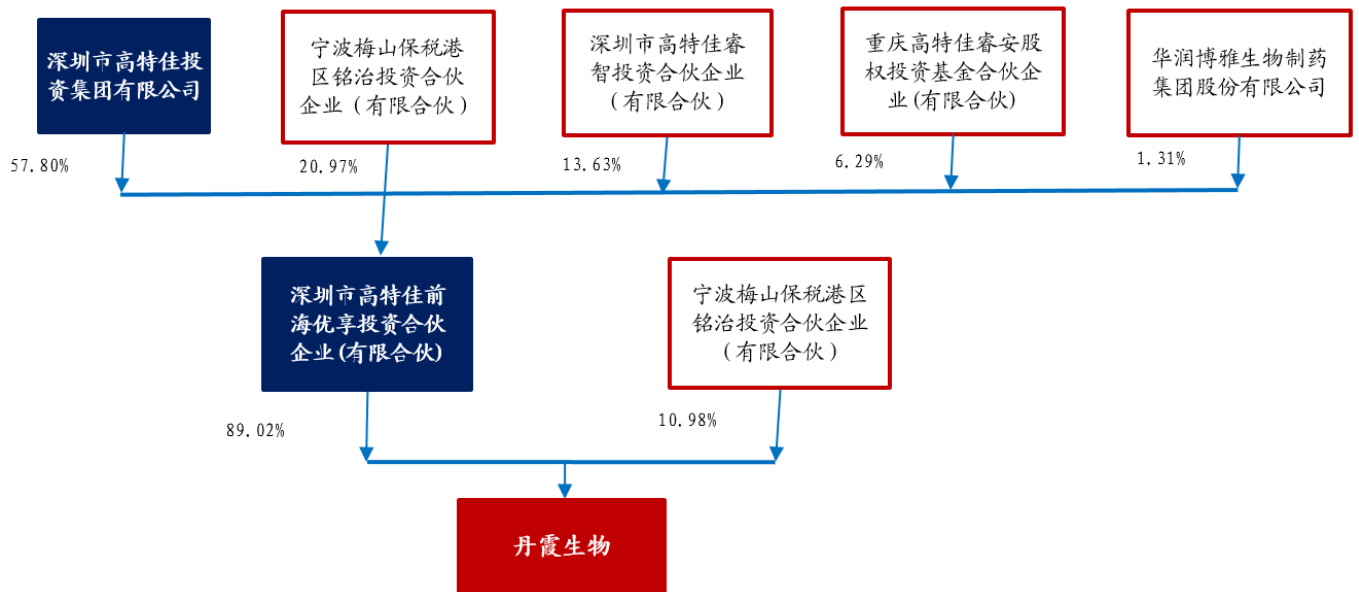 深圳市高特佳投
资集团有限公司
宁波梅山保税港
区铭治投资合伙
企业（有限合伙）
深圳市高特佳睿
智投资合伙企业
（有限合伙）
重庆高特佳睿安股
权投资基金合伙企
业(有限合伙)
华润博雅生物制药
集团股份有限公司
57.80%
20.97%
13.63%
6.29%
1.31%
深圳市高特佳前
海优享投资合伙
企业(有限合伙)
宁波梅山保税港区
铭治投资合伙企业
（有限合伙）
89.02%
10.98%
丹霞生物